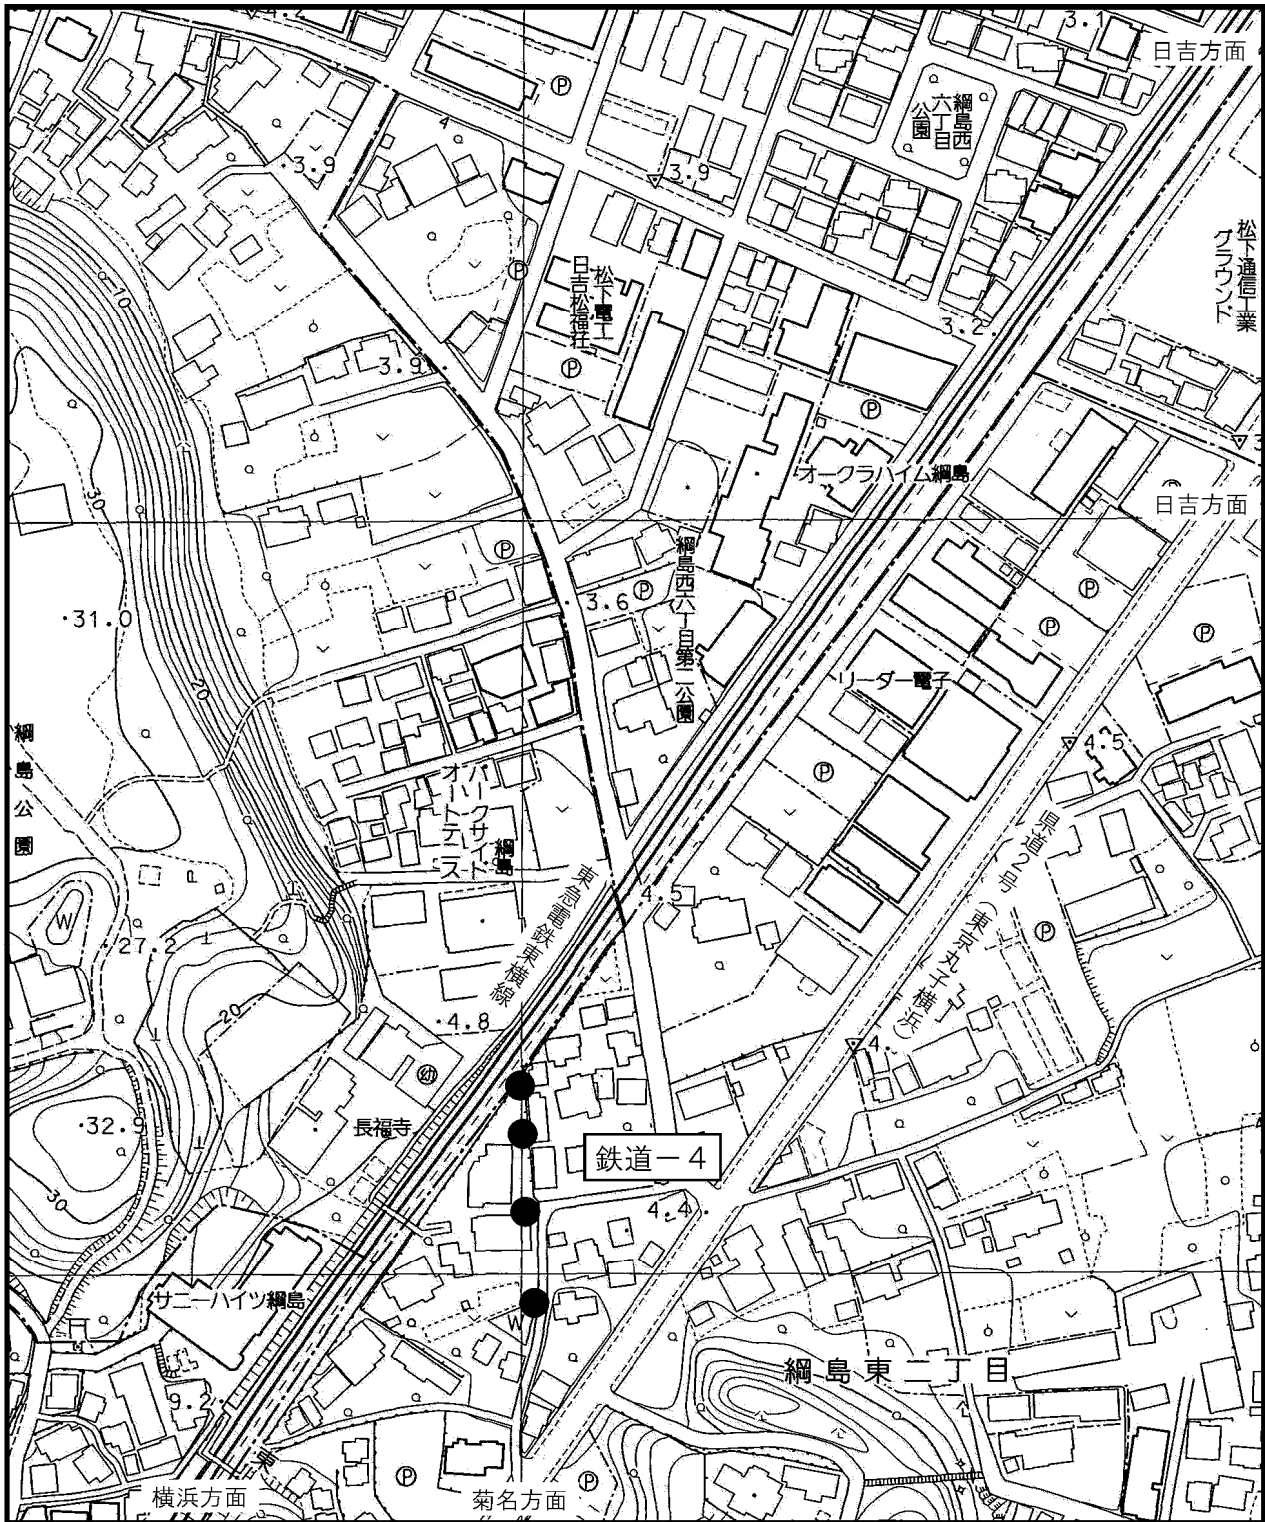 4.2
3.1
日吉方面
Ⓟ
綱島西
六丁目
公園
4
3.9
3.9
松下通信工業
グラウンド
Ⓟ
松下電工
日吉松福荘
10
3.2
3.9
Ⓟ
Ⓟ
オークラハイム綱島
30
日吉方面
Ⓟ
綱島西六丁目第二公園
Ⓟ
Ⓟ
3.6
31.0
Ⓟ
Ⓟ
リーダー電子
20
綱島公園
4.5
パークサイド
オハートテラス
綱島
Ⓟ
県道2号(東京丸子横浜)
東急電鉄東横線
4.5
W
27.2
Ⓟ
20
4.8
4.
幼
32.9
長福寺
鉄道-4
30
4.4
サニーハイツ綱島
W
綱島東二丁目
9.2
東
Ⓟ
Ⓟ
横浜方面
菊名方面